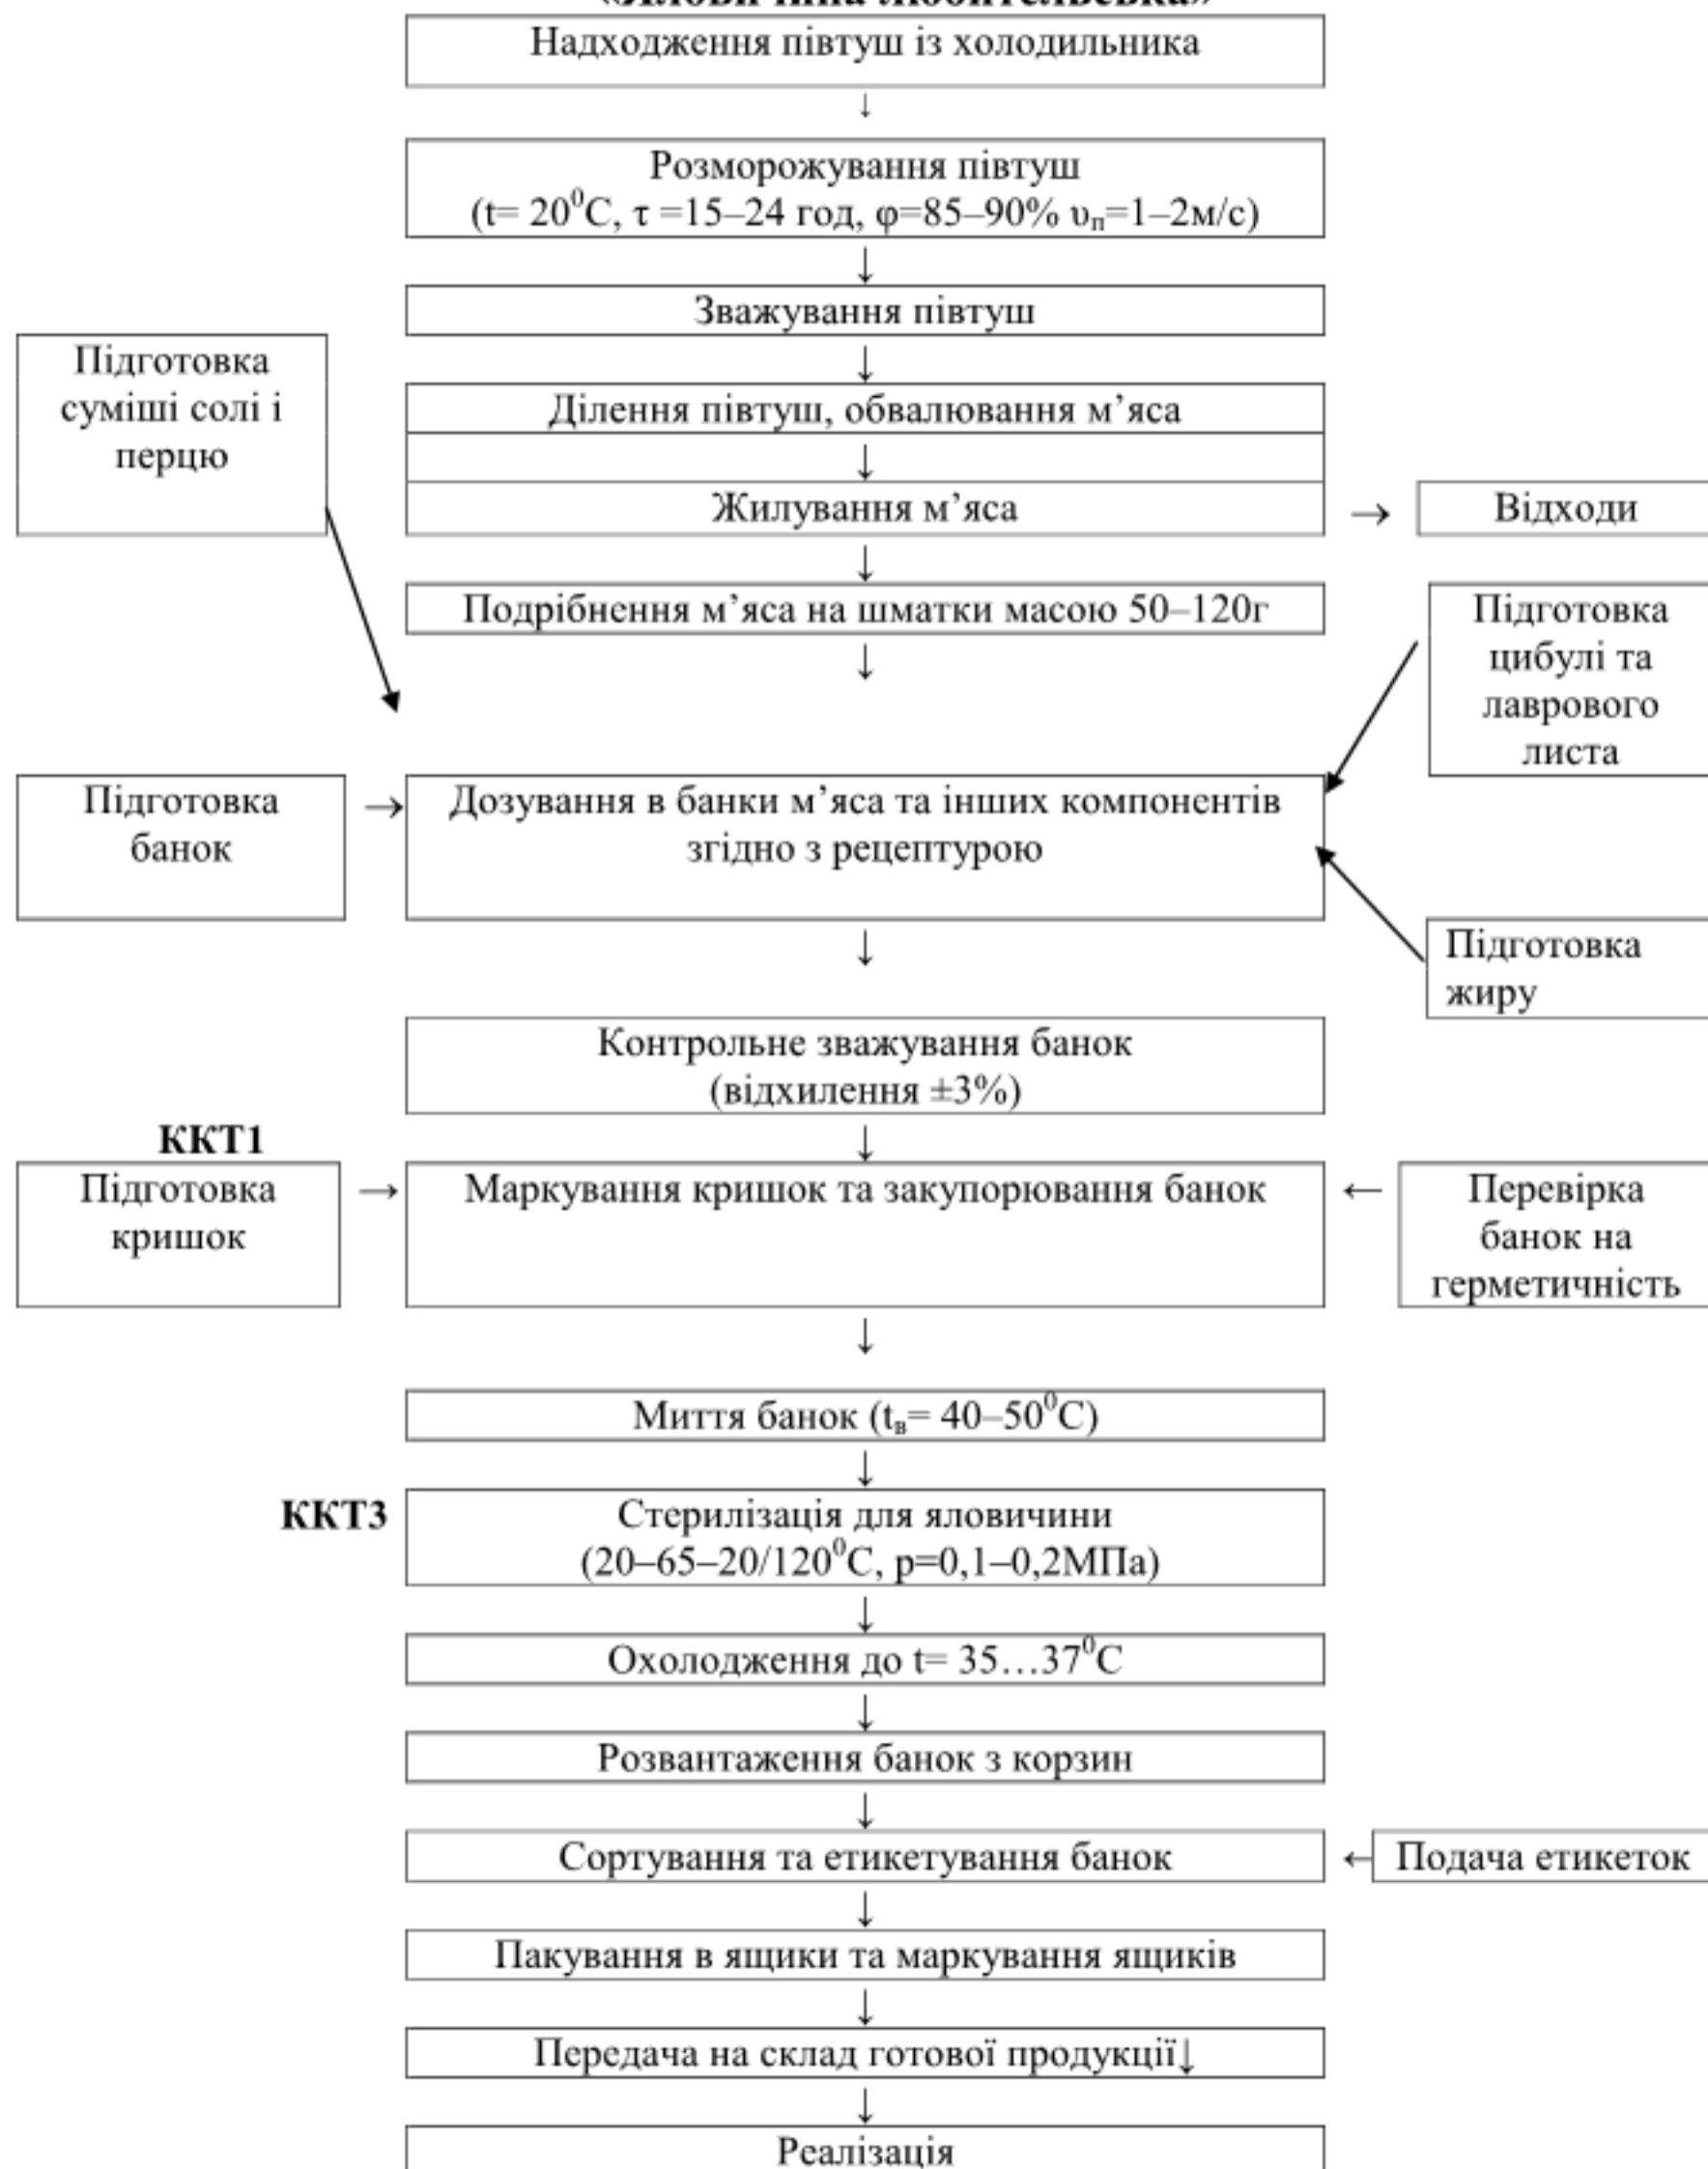 Надходження півтуш із холодильника
↓
Розморожування півтуш
(t= 20⁰С, τ =15–24 год, φ=85–90% υₙ=1–2м/с)
↓
Зважування півтуш
↓
Підготовка
суміші солі і
перцю
Ділення півтуш, обвалювання м’яса
↓
Жилування м’яса
→
Відходи
↓
Подрібнення м’яса на шматки масою 50–120г
↓
Підготовка
цибулі та
лаврового
листа
Підготовка
банок
→
Дозування в банки м’яса та інших компонентів
згідно з рецептурою
↓
Підготовка
жиру
Контрольне зважування банок
(відхилення ±3%)
↓
ККТ1
Підготовка
кришок
→
Маркування кришок та закупорювання банок
←
Перевірка
банок на
герметичність
↓
Миття банок (tв= 40–50⁰С)
↓
ККТ3
Стерилізація для яловичини
(20–65–20/120⁰С, р=0,1–0,2МПа)
↓
Охолодження до t= 35…37⁰С
↓
Розвантаження банок з корзин
↓
Сортування та етикетування банок
←
Подача етикеток
↓
Пакування в ящики та маркування ящиків
↓
Передача на склад готової продукції↓
↓
Реалізація